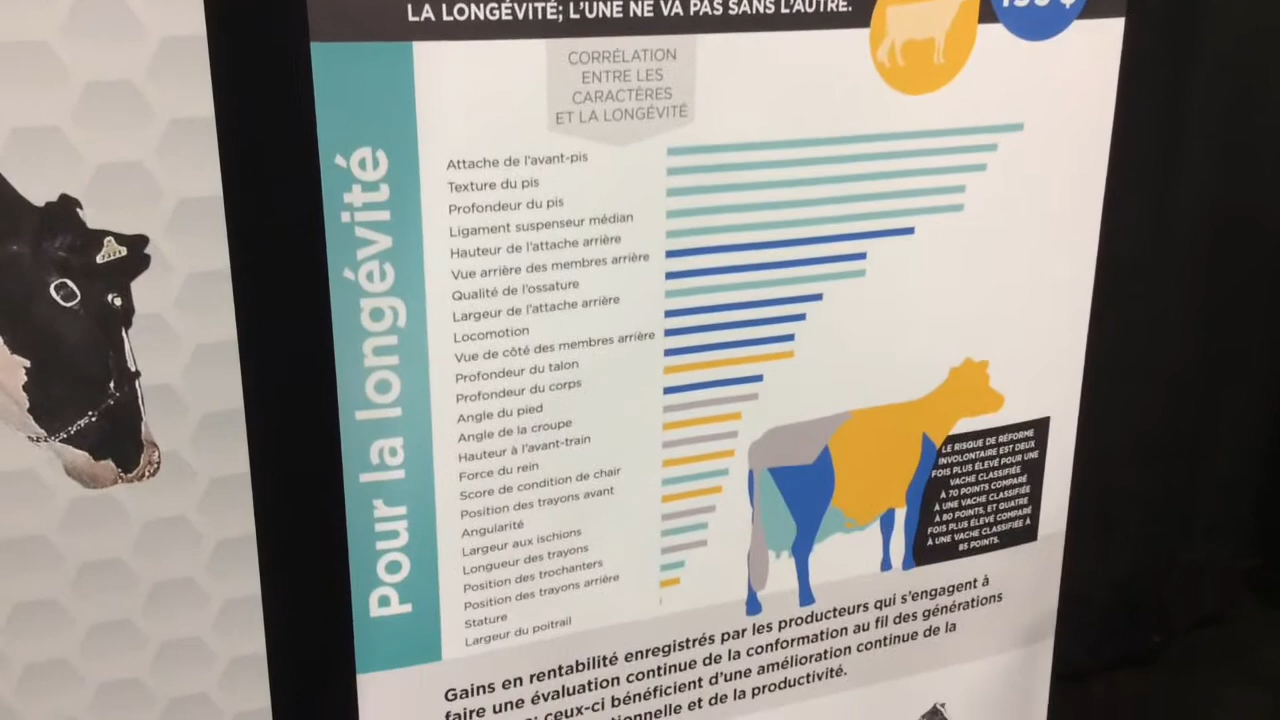 LA LONGÉVITÉ; L'UNE NE VA PAS SANS L'AUTRE.
Pour la longévité
CORRÉLATION
ENTRE LES
CARACTÈRES
ET LA LONGÉVITÉ
Attache de l'avant-pis
Texture du pis
Profondeur du pis
Ligament suspenseur médian
Hauteur de l'attache arrière
Vue arrière des membres arrière
Qualité de l'ossature
Largeur de l'attache arrière
Locomotion
Vue de côté des membres arrière
Profondeur du talon
Profondeur du corps
Angle du pied
Angle de la croupe
Hauteur à l'avant-train
Force du rein
Score de condition de chair
Position des trayons avant
Angularité
Largeur aux ischions
Longueur des trayons
Position des trochanters
Position des trayons arrière
Stature
Largeur du poitrail
LE RISQUE DE RÉFORME
INVOLONTAIRE EST DEUX
FOIS PLUS ÉLEVÉ POUR UNE
VACHE CLASSIFIÉE
À 70 POINTS COMPARÉ
À UNE VACHE CLASSIFIÉE
À 80 POINTS, ET QUATRE
FOIS PLUS ÉLEVÉ COMPARÉ
À UNE VACHE CLASSIFIÉE À
85 POINTS.
Gains en rentabilité enregistrés par les producteurs qui s'engagent à
faire une évaluation continue de la conformation au fil des générations
ceux-ci bénéficient d'une amélioration continue de la
et de la productivité.